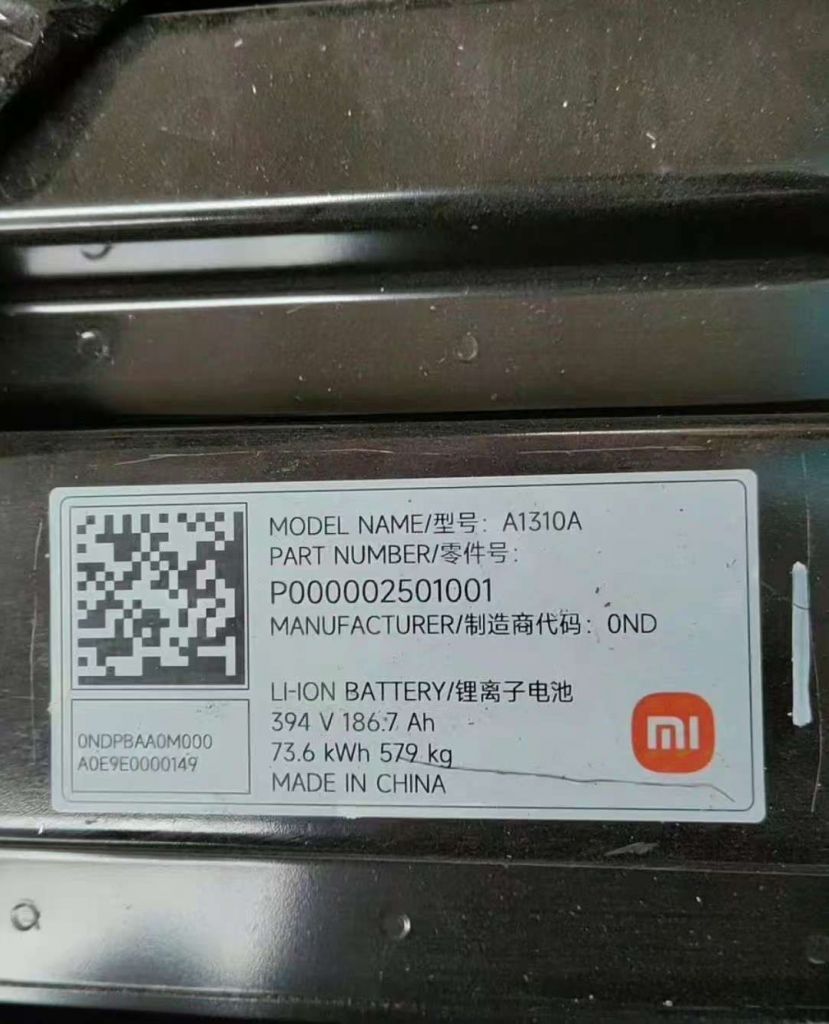 MODEL NAME/型号: A1310A
PART NUMBER/零件号:
P000002501001
MANUFACTURER/制造商代码: 0ND
LI-ION BATTERY/锂离子电池
394 V 186.7 Ah
73.6 kWh 579 kg
MADE IN CHINA
0NDPBAA0M000
A0E9E0000149
mi